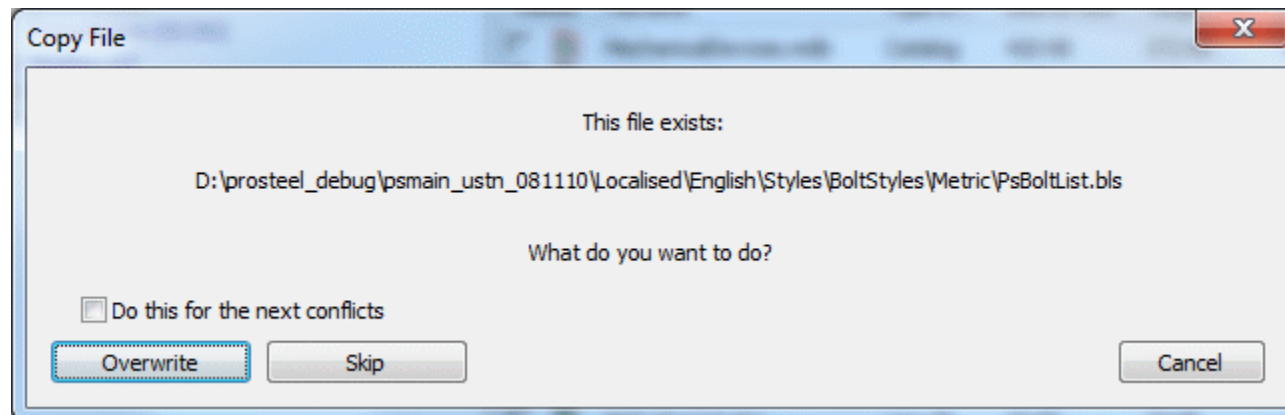 Copy File
This file exists:
D:\prosteel_debug\psmain_ustn_081110\Localised\English\Styles\BoltStyles\Metric\PsBoltList.bls
What do you want to do?
Do this for the next conflicts
Overwrite Skip Cancel